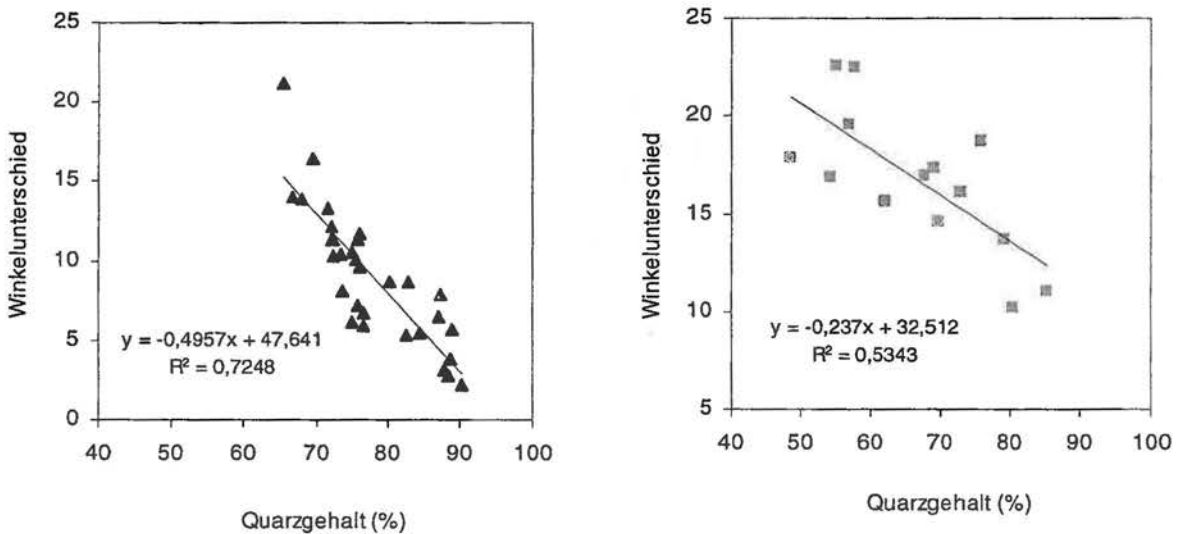 25
20
15
10
5
0
Winkelunterschied
y = -0,4957x + 47,641
R² = 0,7248
40 50 60 70 80 90 100
Quarzgehalt (%)
25
20
15
10
5
Winkelunterschied
y = -0,237x + 32,512
R² = 0,5343
40 50 60 70 80 90 100
Quarzgehalt (%)